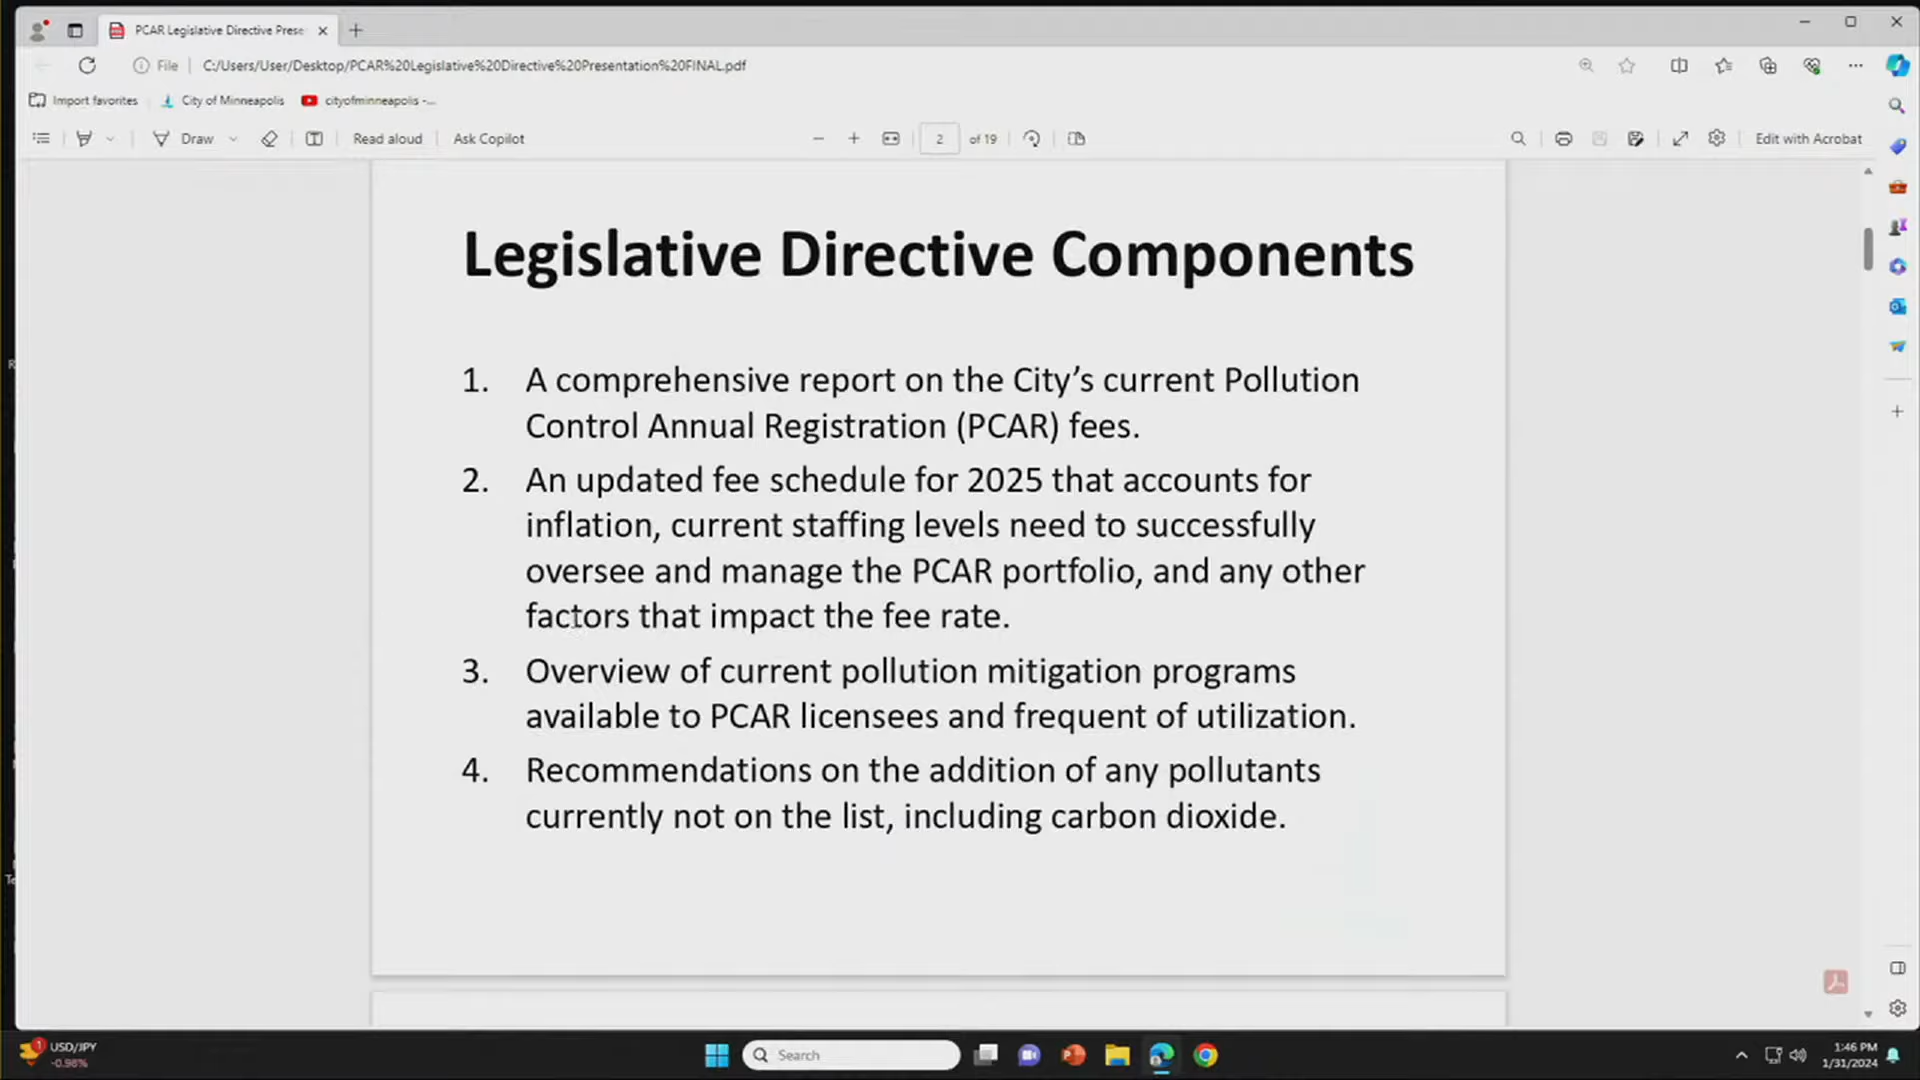 PCAR Legislative Directive Prese
File
C:/Users/User/Desktop/PCAR%20Legislative%20Directive%20Presentation%20FINAL.pdf
Import favorites
City of Minneapolis
cityofminneapolis -...
Draw
Read aloud
Ask Copilot
2
of 19
Edit with Acrobat
Legislative Directive Components
1. A comprehensive report on the City’s current Pollution
Control Annual Registration (PCAR) fees.
2. An updated fee schedule for 2025 that accounts for
inflation, current staffing levels need to successfully
oversee and manage the PCAR portfolio, and any other
factors that impact the fee rate.
3. Overview of current pollution mitigation programs
available to PCAR licensees and frequent of utilization.
4. Recommendations on the addition of any pollutants
currently not on the list, including carbon dioxide.
1
USD/JPY
-0.98%
Search
1:46 PM
1/31/2024